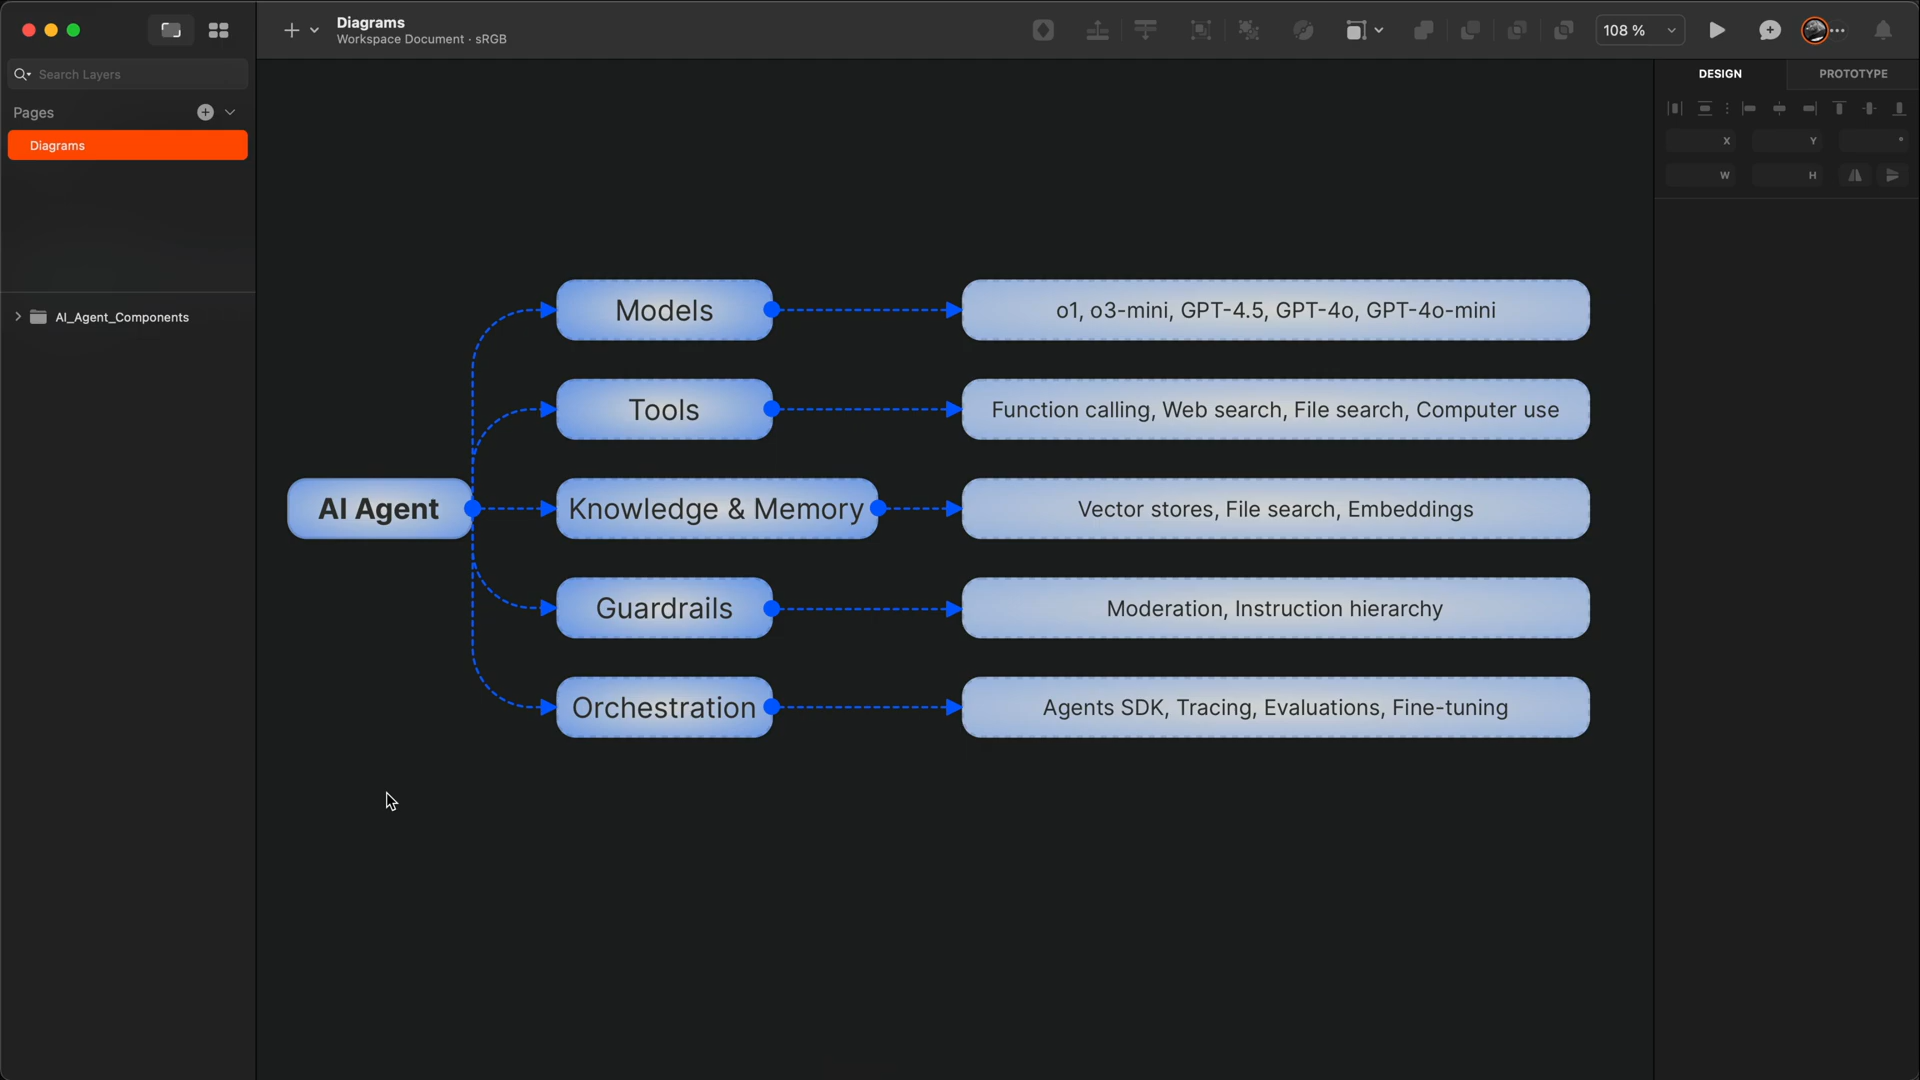 Diagrams
Workspace Document · sRGB
108 %
Search Layers
DESIGN
PROTOTYPE
Pages
Diagrams
X
Y
°
W
H
AI_Agent_Components
Models
o1, o3-mini, GPT-4.5, GPT-4o, GPT-4o-mini
Tools
Function calling, Web search, File search, Computer use
AI Agent
Knowledge & Memory
Vector stores, File search, Embeddings
Guardrails
Moderation, Instruction hierarchy
Orchestration
Agents SDK, Tracing, Evaluations, Fine-tuning